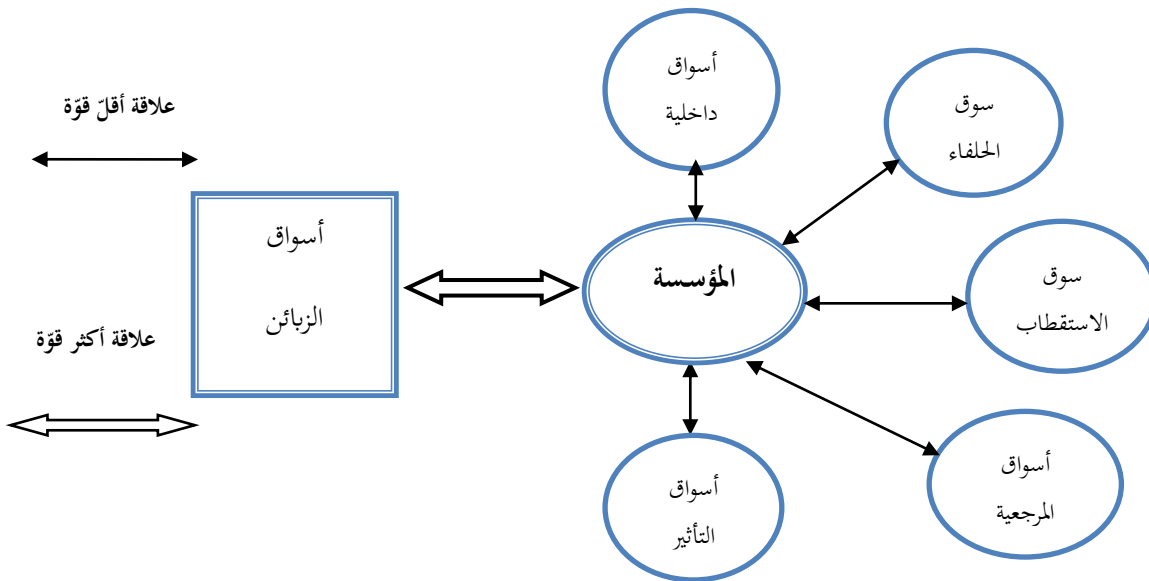 أسواق
داخلية
سوق
الحلفاء
علاقة أقلّ قوّة
أسواق
الزبائن
المؤسسة
سوق
الاستقطاب
علاقة أكثر قوّة
أسواق
المرجعية
أسواق
التأثير